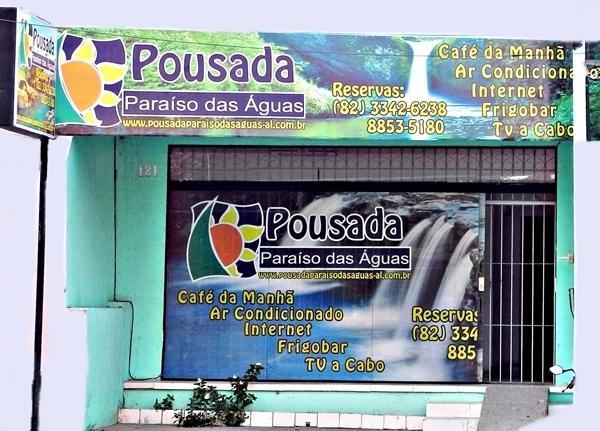 Pousada
Paraíso das Águas
www.pousadaparaisodasaguas-al.com.br
Reservas:
(82) 3342-6238
8853-5180
Café da Manhã
Ar Condiciona
Internet
Frigobar
Tv a Cabo
121
Pousada
Paraíso das Águas
www.pousadaparaisodasaguas-al.com.br
Café da Manhã
Ar Condicionado
Internet
Frigobar
TV a Cabo
Reservas
(82) 334
885